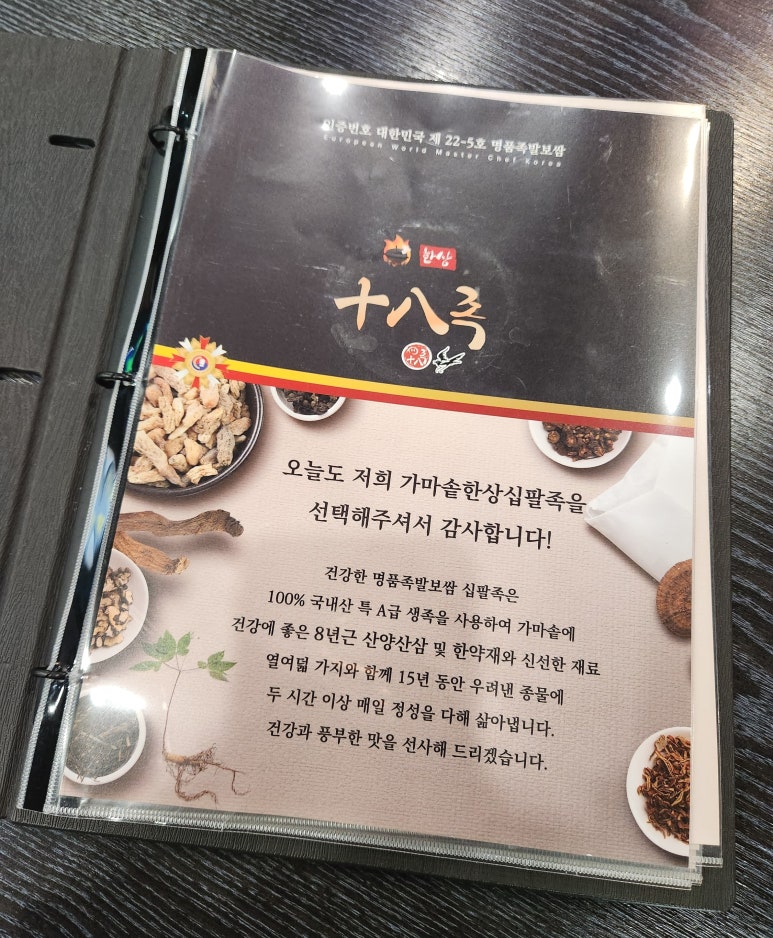 인증번호 대한민국 제 22-5호 명품족발보쌈
European World Master Chef Korea
한상
十八족
오늘도 저희 가마솥한상십팔족을
선택해주셔서 감사합니다!
건강한 명품족발보쌈 십팔족은
100% 국내산 특 A급 생족을 사용하여 가마솥에
건강에 좋은 8년근 산양산삼 및 한약재와 신선한 재료
열여덟 가지와 함께 15년 동안 우려낸 종물에
두 시간 이상 매일 정성을 다해 삶아냅니다.
건강과 풍부한 맛을 선사해 드리겠습니다.